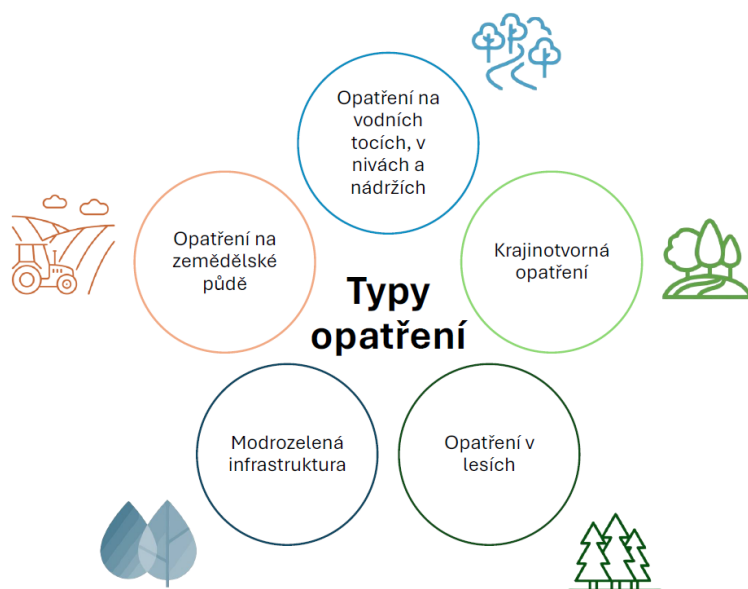 Opatření na
vodních
tocích, v
nivách a
nádržích
Opatření na
zemědělské
půdě
Krajinotvorná
opatření
Typy
opatření
Modrozelená
infrastruktura
Opatření v
lesích